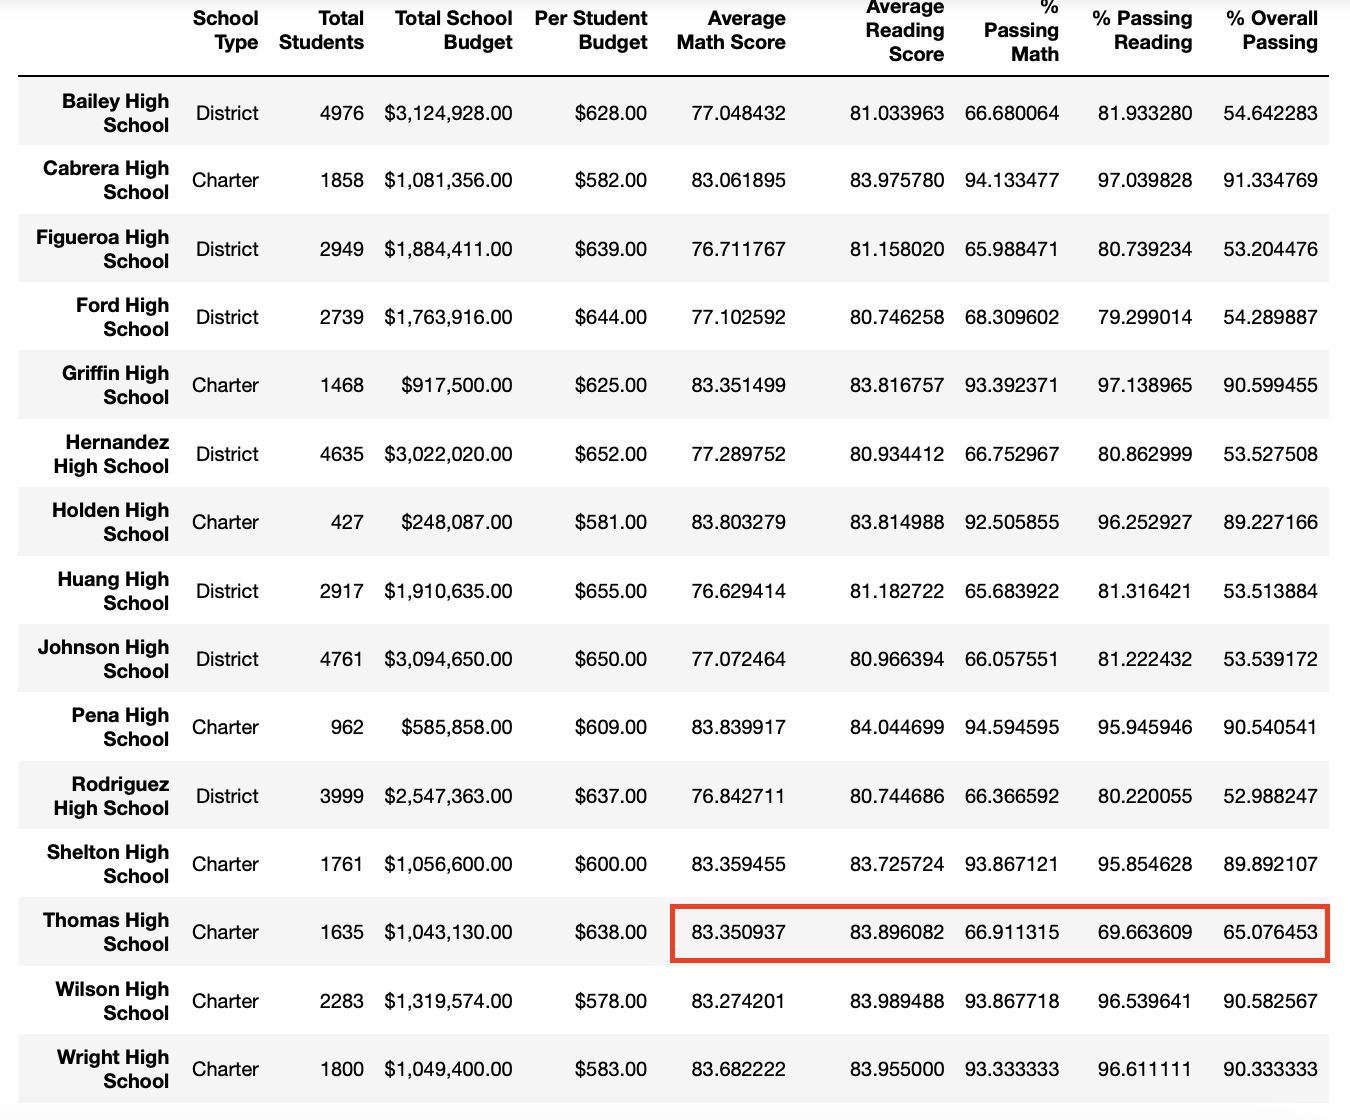 School Type Total Students Total School Budget Per Student Budget Average Math Score Average Reading Score % Passing Math % Passing Reading % Overall Passing
Bailey High School District 4976 $3,124,928.00 $628.00 77.048432 81.033963 66.680064 81.933280 54.642283
Cabrera High School Charter 1858 $1,081,356.00 $582.00 83.061895 83.975780 94.133477 97.039828 91.334769
Figueroa High School District 2949 $1,884,411.00 $639.00 76.711767 81.158020 65.988471 80.739234 53.204476
Ford High School District 2739 $1,763,916.00 $644.00 77.102592 80.746258 68.309602 79.299014 54.289887
Griffin High School Charter 1468 $917,500.00 $625.00 83.351499 83.816757 93.392371 97.138965 90.599455
Hernandez High School District 4635 $3,022,020.00 $652.00 77.289752 80.934412 66.752967 80.862999 53.527508
Holden High School Charter 427 $248,087.00 $581.00 83.803279 83.814988 92.505855 96.252927 89.227166
Huang High School District 2917 $1,910,635.00 $655.00 76.629414 81.182722 65.683922 81.316421 53.513884
Johnson High School District 4761 $3,094,650.00 $650.00 77.072464 80.966394 66.057551 81.222432 53.539172
Pena High School Charter 962 $585,858.00 $609.00 83.839917 84.044699 94.594595 95.945946 90.540541
Rodriguez High School District 3999 $2,547,363.00 $637.00 76.842711 80.744686 66.366592 80.220055 52.988247
Shelton High School Charter 1761 $1,056,600.00 $600.00 83.359455 83.725724 93.867121 95.854628 89.892107
Thomas High School Charter 1635 $1,043,130.00 $638.00 83.350937 83.896082 66.911315 69.663609 65.076453
Wilson High School Charter 2283 $1,319,574.00 $578.00 83.274201 83.989488 93.867718 96.539641 90.582567
Wright High School Charter 1800 $1,049,400.00 $583.00 83.682222 83.955000 93.333333 96.611111 90.333333